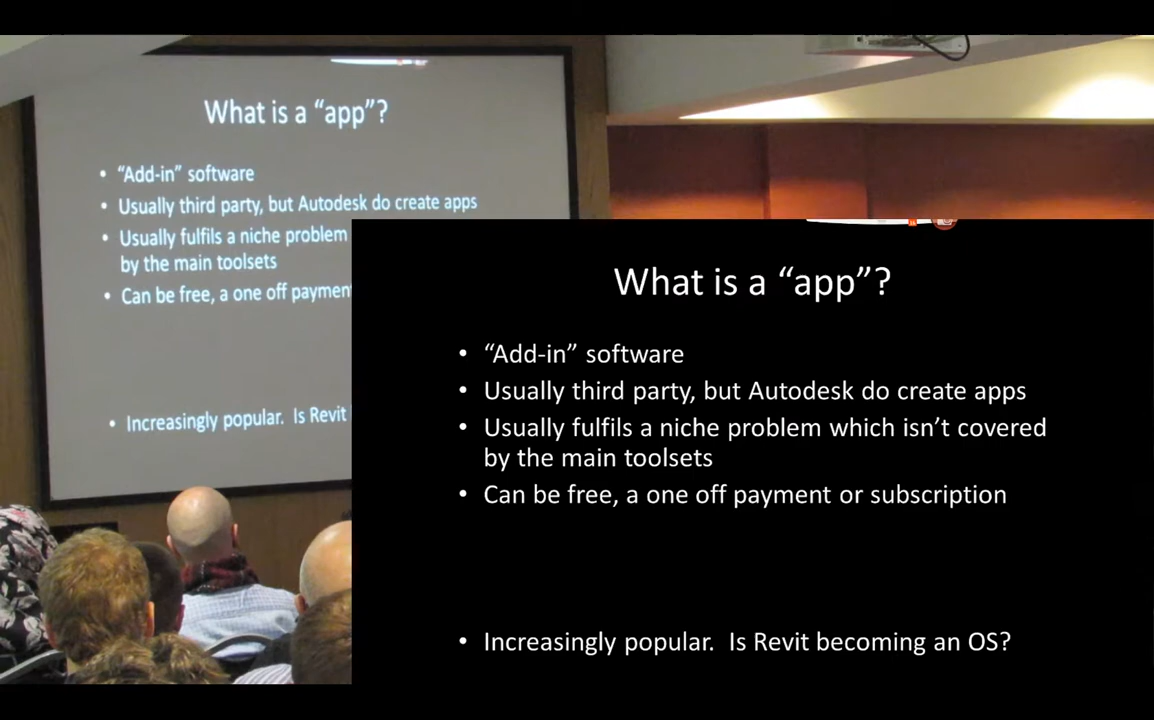 What is a “app”?
• “Add-in” software
• Usually third party, but Autodesk do create apps
• Usually fulfils a niche problem
by the main toolsets
• Can be free, a one off paymen
• Increasingly popular.  Is Revit
What is a “app”?
• “Add-in” software
• Usually third party, but Autodesk do create apps
• Usually fulfils a niche problem which isn’t covered
by the main toolsets
• Can be free, a one off payment or subscription
• Increasingly popular.  Is Revit becoming an OS?